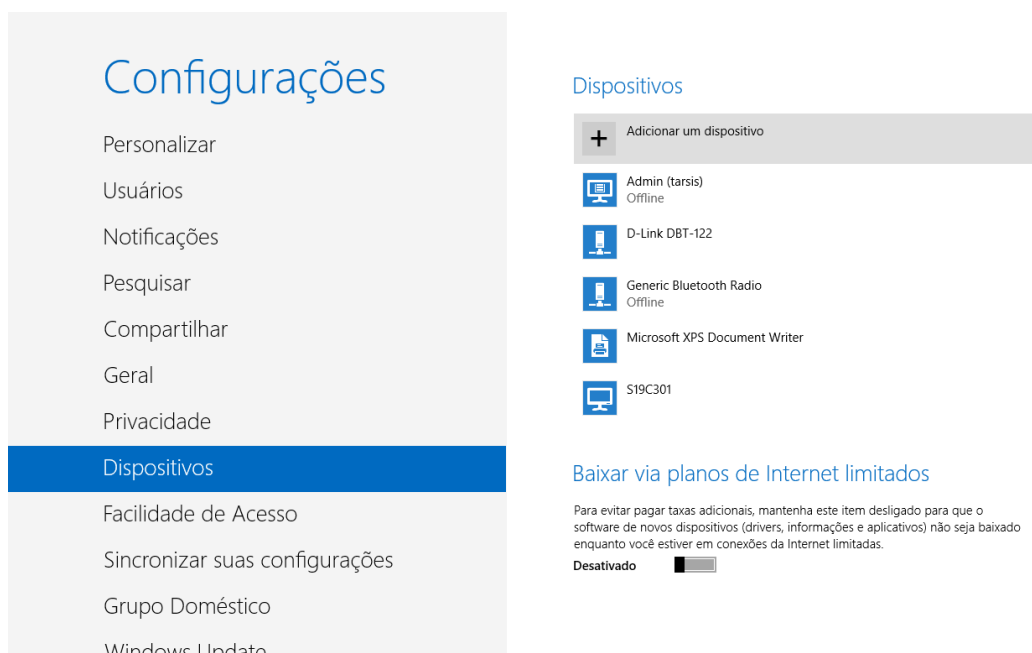 Configurações
Personalizar
Usuários
Notificações
Pesquisar
Compartilhar
Geral
Privacidade
Dispositivos
Facilidade de Acesso
Sincronizar suas configurações
Grupo Doméstico
Windows Update
Dispositivos
Adicionar um dispositivo
Admin (tarsis)
Offline
D-Link DBT-122
Generic Bluetooth Radio
Offline
Microsoft XPS Document Writer
S19C301
Baixar via planos de Internet limitados
Para evitar pagar taxas adicionais, mantenha este item desligado para que o
software de novos dispositivos (drivers, informações e aplicativos) não seja baixado
enquanto você estiver em conexões da Internet limitadas.
Desativado